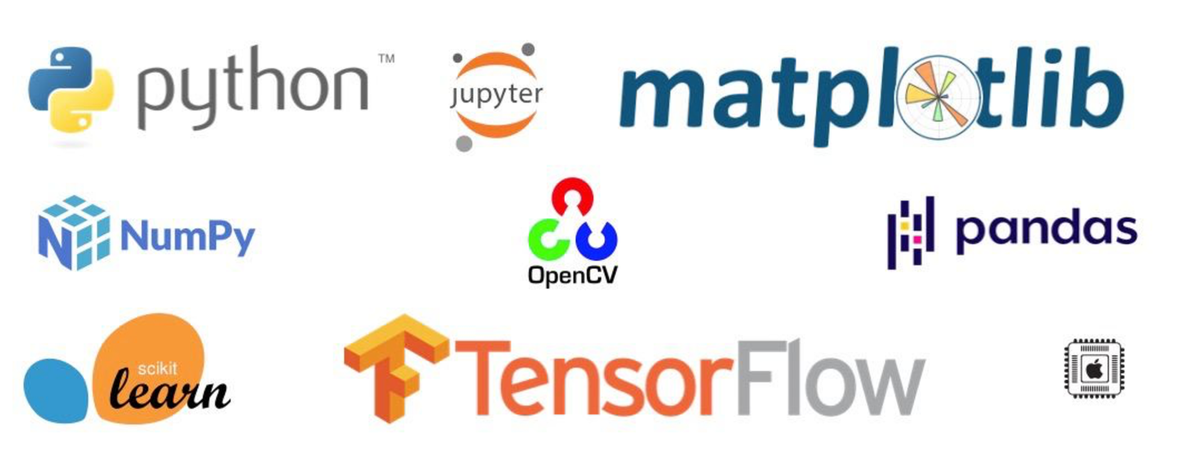 python™
jupyter
matplotlib
NumPy
OpenCV
pandas
scikit
learn
TensorFlow